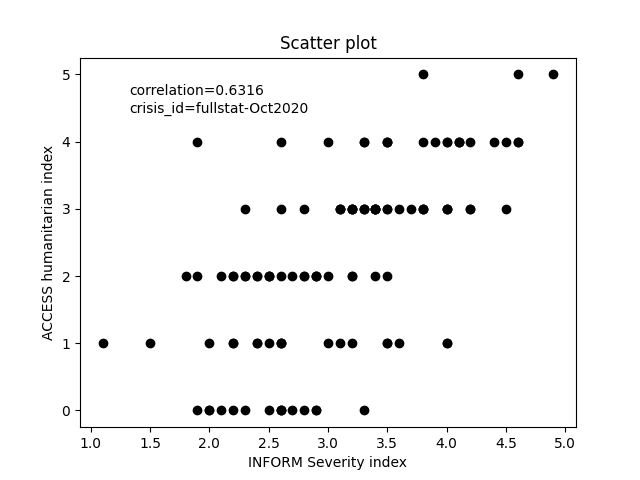 Scatter plot
correlation=0.6316
crisis_id=fullstat-Oct2020
ACCESS humanitarian index
5
4
3
2
1
0
1.0 1.5 2.0 2.5 3.0 3.5 4.0 4.5 5.0
INFORM Severity index